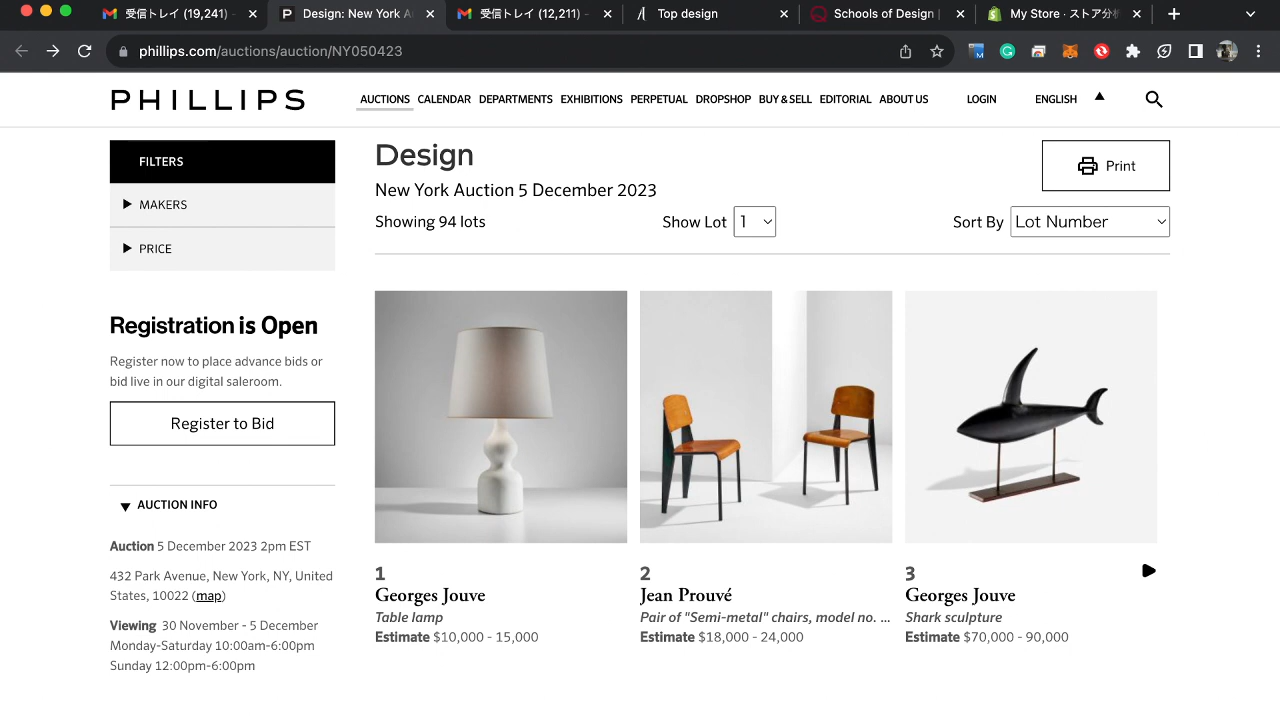 受信トレイ (19,241) -
Design: New York A
受信トレイ (12,211) -
Top design
Schools of Design |
My Store · ストア分析
phillips.com/auctions/auction/NY050423
PHILLIPS
AUCTIONS CALENDAR DEPARTMENTS EXHIBITIONS PERPETUAL DROPSHOP BUY & SELL EDITORIAL ABOUT US LOGIN ENGLISH
FILTERS
MAKERS
PRICE
Registration is Open
Register now to place advance bids or
bid live in our digital saleroom.
Register to Bid
AUCTION INFO
Auction 5 December 2023 2pm EST
432 Park Avenue, New York, NY, United
States, 10022 (map)
Viewing 30 November - 5 December
Monday-Saturday 10:00am-6:00pm
Sunday 12:00pm-6:00pm
Design
Print
New York Auction 5 December 2023
Showing 94 lots
Show Lot 1
Sort By Lot Number
1
Georges Jouve
Table lamp
Estimate $10,000 - 15,000
2
Jean Prouvé
Pair of "Semi-metal" chairs, model no. ...
Estimate $18,000 - 24,000
3
Georges Jouve
Shark sculpture
Estimate $70,000 - 90,000